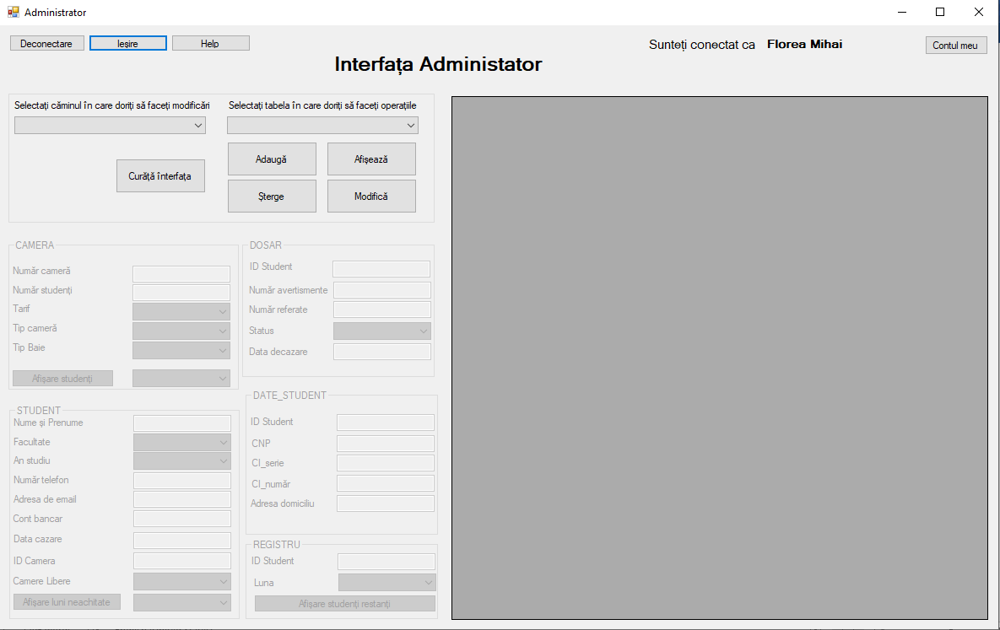 Administrator
Deconectare
Ieșire
Help
Sunteți conectat ca Florea Mihai
Contul meu
Interfața Administator
Selectați căminul în care doriți să faceți modificări
Selectați tabela în care doriți să faceți operațiile
Adaugă
Afișează
Curăță interfața
Șterge
Modifică
CAMERA
Număr cameră
Număr studenți
Tarif
Tip cameră
Tip Baie
Afișare studenți
DOSAR
ID Student
Număr avertismente
Număr referate
Status
Data decazare
STUDENT
Nume și Prenume
Facultate
An studiu
Număr telefon
Adresa de email
Cont bancar
Data cazare
ID Camera
Camere Libere
Afișare luni neachitate
DATE_STUDENT
ID Student
CNP
CI_serie
CI_număr
Adresa domiciliu
REGISTRU
ID Student
Luna
Afișare studenți restanți